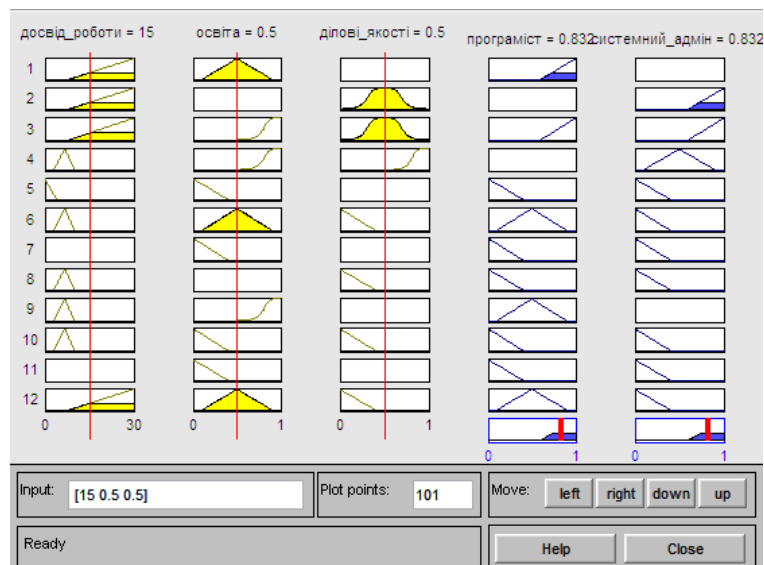 досвід_роботи = 15 освіта = 0.5 ділові_якості = 0.5 програміст = 0.832 системний_адмін = 0.832
1
2
3
4
5
6
7
8
9
10
11
12
0 30 0 1 0 1
0 1 0 1
Input: [15 0.5 0.5] Plot points: 101 Move: left right down up
Ready Help Close